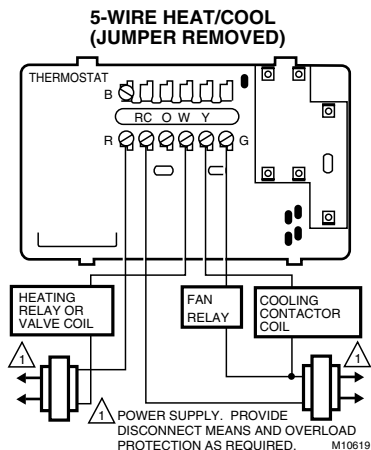 5-WIRE HEAT/COOL
(JUMPER REMOVED)
THERMOSTAT
B
RC O W Y
R
G
HEATING
RELAY OR
VALVE COIL
FAN
RELAY
COOLING
CONTACTOR
COIL
1
1
1 POWER SUPPLY. PROVIDE
DISCONNECT MEANS AND OVERLOAD
PROTECTION AS REQUIRED. M10619